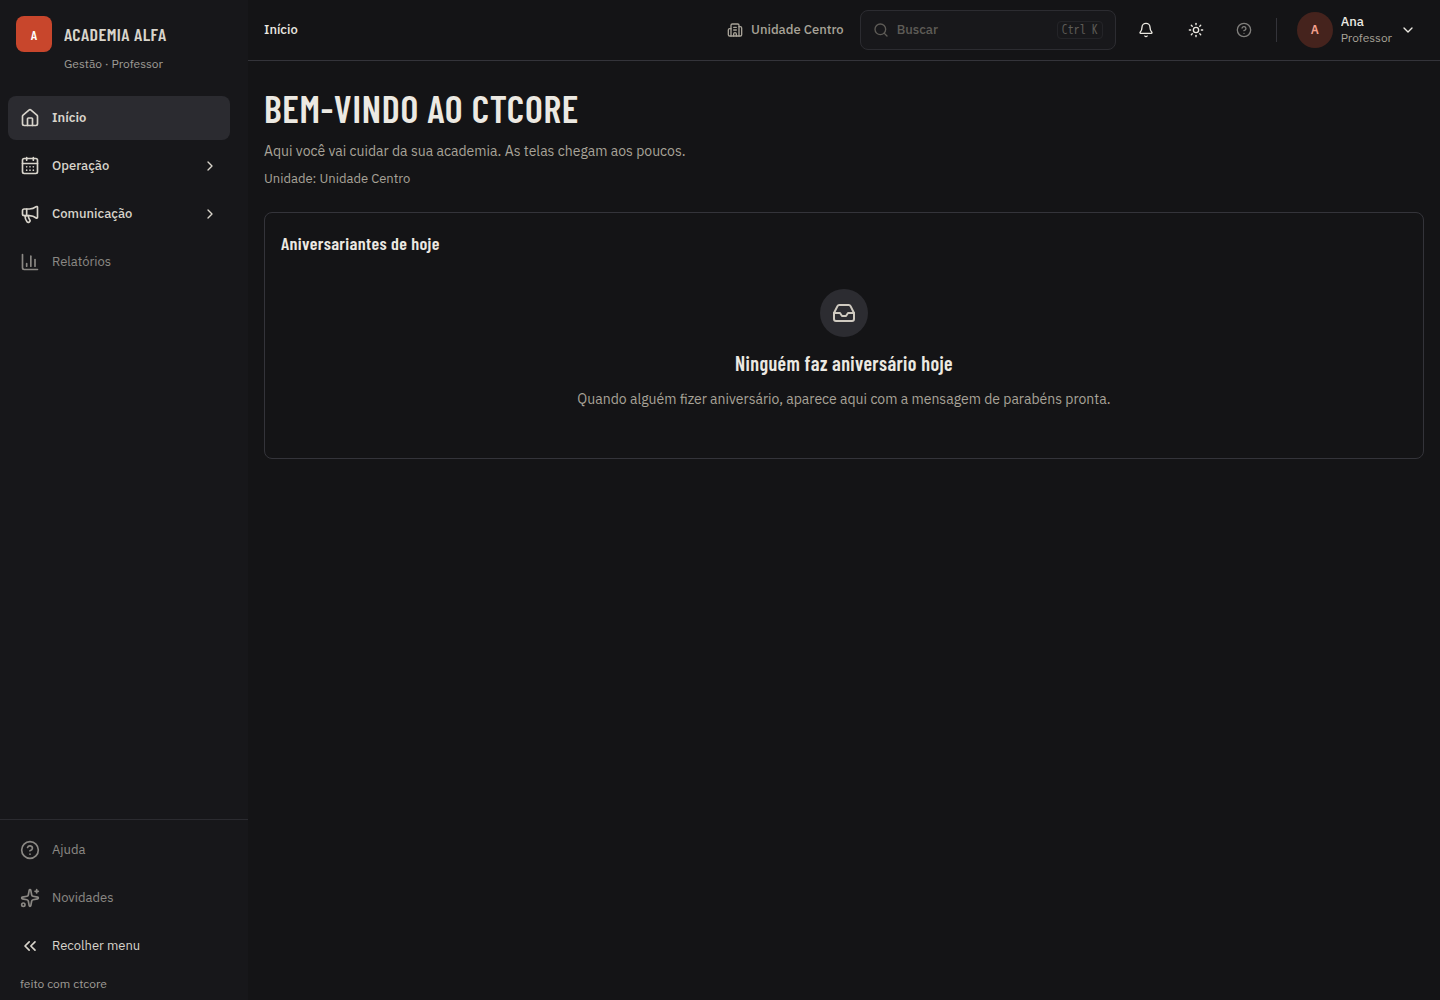 A
ACADEMIA ALFA
Gestão · Professor
Início
Operação
Comunicação
Relatórios
Ajuda
Novidades
Recolher menu
feito com ctcore
Início
Unidade Centro
Buscar
Ctrl K
A
Ana
Professor
BEM-VINDO AO CTCORE
Aqui você vai cuidar da sua academia. As telas chegam aos poucos.
Unidade: Unidade Centro
Aniversariantes de hoje
Ninguém faz aniversário hoje
Quando alguém fizer aniversário, aparece aqui com a mensagem de parabéns pronta.